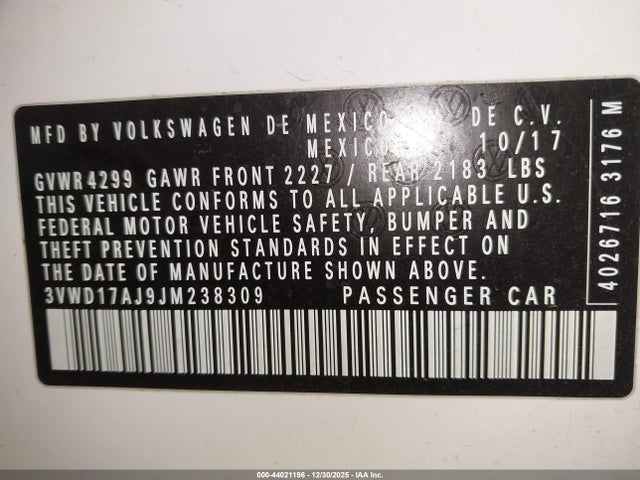 MFD BY VOLKSWAGEN DE MEXICO DE C.V.
MEXICO 10/17
GVWR 4299 GAWR FRONT 2227 / REAR 2183 LBS
THIS VEHICLE CONFORMS TO ALL APPLICABLE U.S.
FEDERAL MOTOR VEHICLE SAFETY, BUMPER AND
THEFT PREVENTION STANDARDS IN EFFECT ON
THE DATE OF MANUFACTURE SHOWN ABOVE.
3VWD17AJ9JM238309 PASSENGER CAR
4026716 3176 M
000-44021196 - 12/30/2025 - IAA Inc.